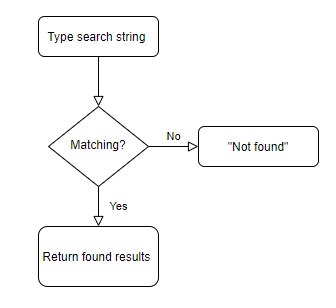 Type search string
Matching?
No
"Not found"
Yes
Return found results